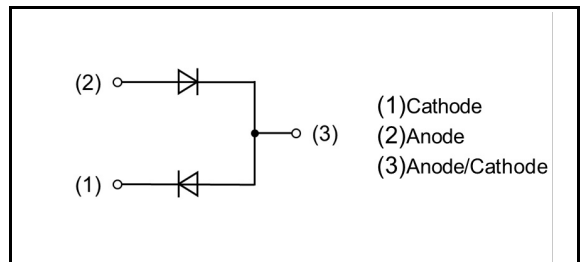 (2)
(3)
(1)
(1)Cathode
(2)Anode
(3)Anode/Cathode